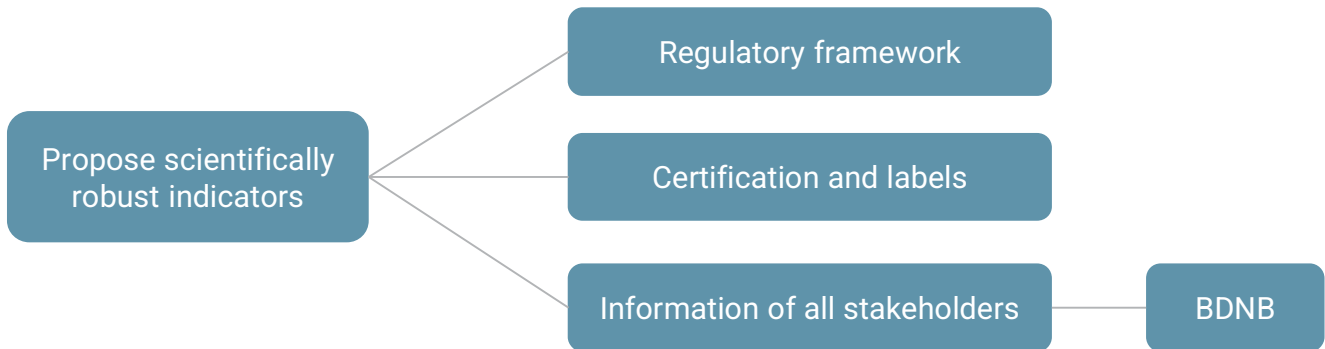 Propose scientifically
robust indicators
Regulatory framework
Certification and labels
Information of all stakeholders
BDNB